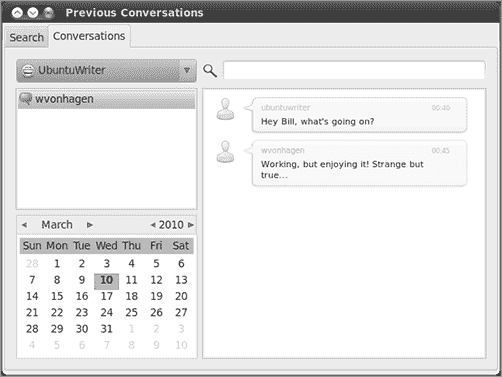 Previous Conversations
Search
Conversations
UbuntuWriter
wvonhagen
ubuntuwriter 00:40
Hey Bill, what's going on?
wvonhagen 00:45
Working, but enjoying it! Strange but
true...
March 2010
Sun Mon Tue Wed Thu Fri Sat
28 1 2 3 4 5 6
7 8 9 10 11 12 13
14 15 16 17 18 19 20
21 22 23 24 25 26 27
28 29 30 31 1 2 3
4 5 6 7 8 9 10